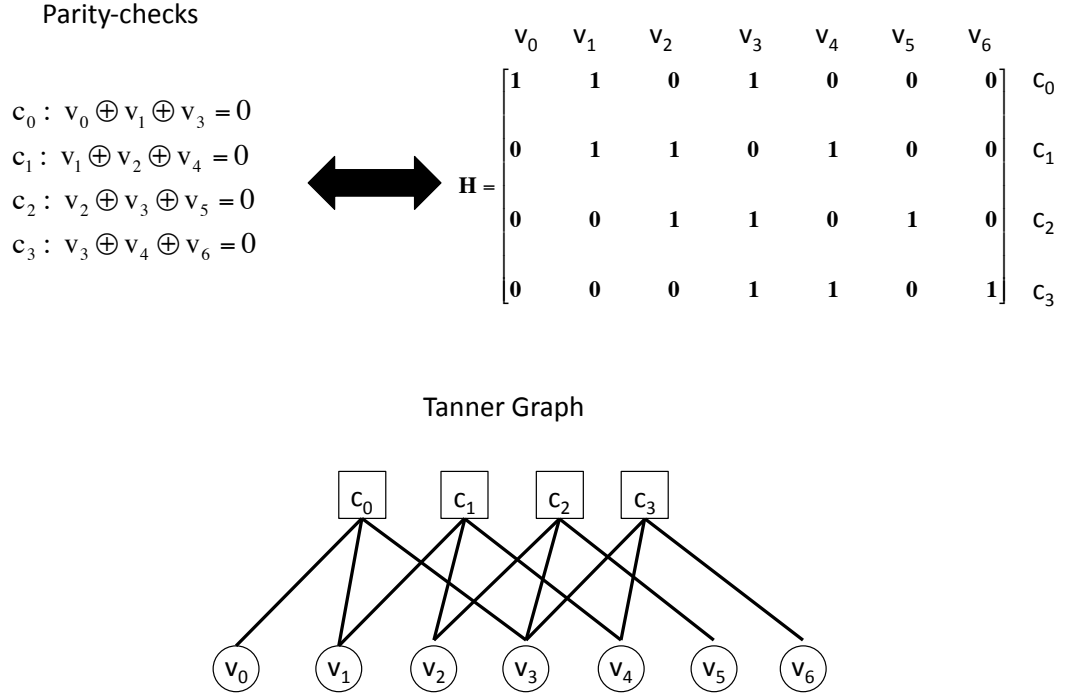 Parity-checks
c₀ : v₀ ⊕ v₁ ⊕ v₃ = 0
c₁ : v₁ ⊕ v₂ ⊕ v₄ = 0
c₂ : v₂ ⊕ v₃ ⊕ v₅ = 0
c₃ : v₃ ⊕ v₄ ⊕ v₆ = 0
v₀ v₁ v₂ v₃ v₄ v₅ v₆
1 1 0 1 0 0 0 c₀
0 1 1 0 1 0 0 c₁
H =
0 0 1 1 0 1 0 c₂
0 0 0 1 1 0 1 c₃
Tanner Graph
c₀ c₁ c₂ c₃
v₀ v₁ v₂ v₃ v₄ v₅ v₆